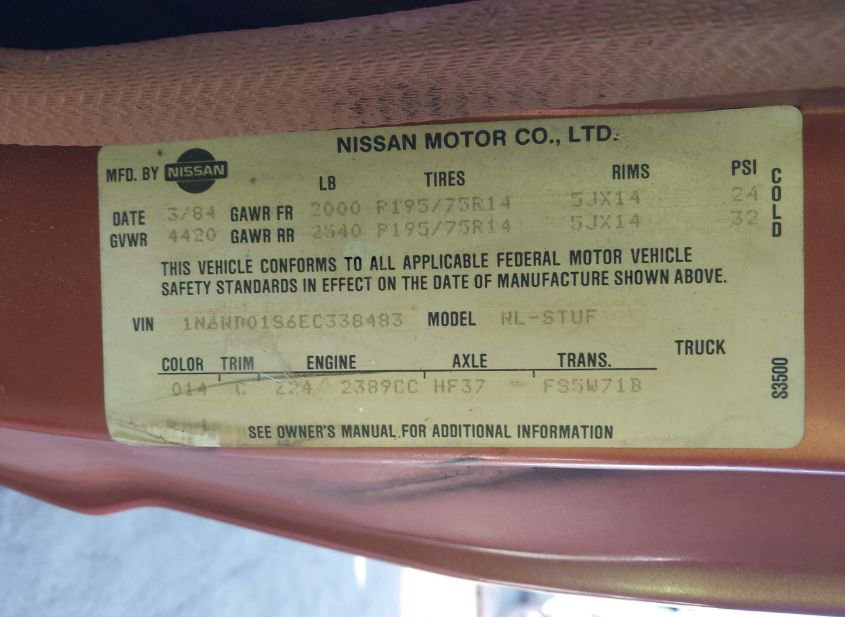 NISSAN MOTOR CO., LTD.
MFD. BY NISSAN LB TIRES RIMS PSI COLD
DATE 3/84 GAWR FR 2000 P195/75R14 5JX14 24
GVWR 4420 GAWR RR 2540 P195/75R14 5JX14 32
THIS VEHICLE CONFORMS TO ALL APPLICABLE FEDERAL MOTOR VEHICLE
SAFETY STANDARDS IN EFFECT ON THE DATE OF MANUFACTURE SHOWN ABOVE.
VIN 1N6ND01S6EC338483 MODEL NL-STUF
TRUCK
COLOR TRIM ENGINE AXLE TRANS.
014 C Z24 2389CC HF37 - FS5W71B
S3500
SEE OWNER'S MANUAL FOR ADDITIONAL INFORMATION